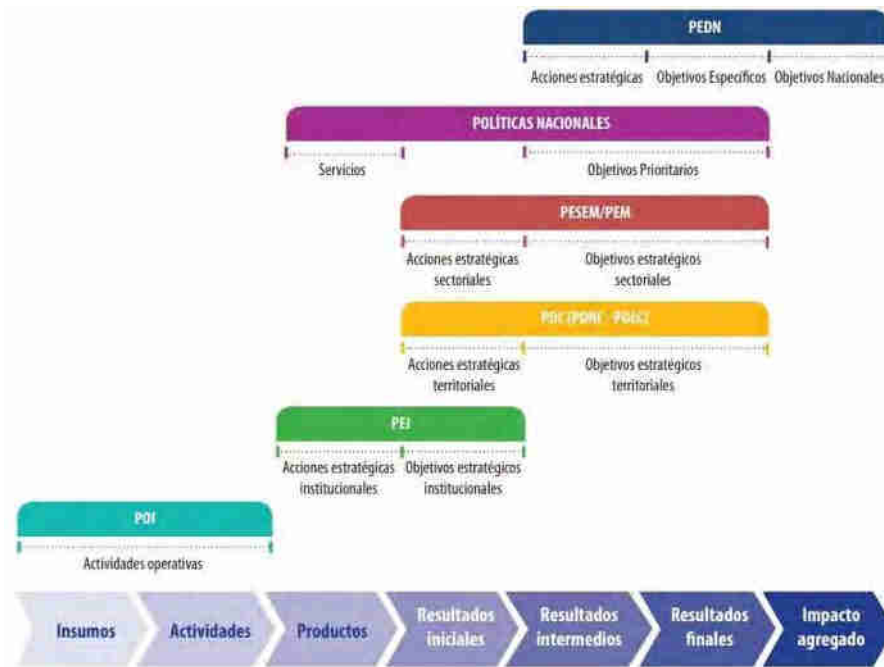 PEDN
Acciones estratégicas
Objetivos Específicos
Objetivos Nacionales
POLÍTICAS NACIONALES
Servicios
Objetivos Prioritarios
PESEM/PEM
Acciones estratégicas
sectoriales
Objetivos estratégicos
sectoriales
PDC
Acciones estratégicas
territoriales
Objetivos estratégicos
territoriales
PEI
Acciones estratégicas
institucionales
Objetivos estratégicos
institucionales
POI
Actividades operativas
Insumos
Actividades
Productos
Resultados
iniciales
Resultados
intermedios
Resultados
finales
Impacto
agregado